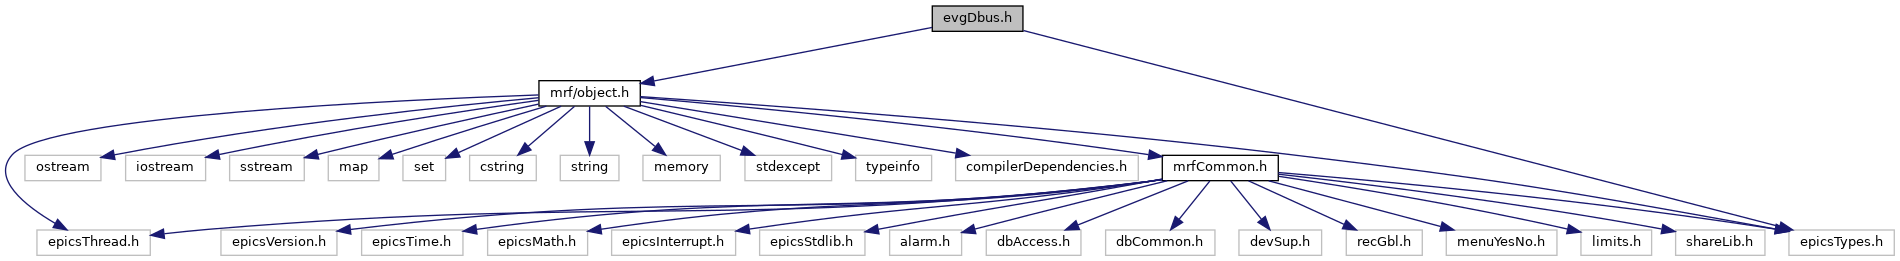 evgDbus.h
mrf/object.h
ostream
iostream
sstream
map
set
cstring
string
memory
stdexcept
typeinfo
compilerDependencies.h
mrfCommon.h
epicsThread.h
epicsVersion.h
epicsTime.h
epicsMath.h
epicsInterrupt.h
epicsStdlib.h
alarm.h
dbAccess.h
dbCommon.h
devSup.h
recGbl.h
menuYesNo.h
limits.h
shareLib.h
epicsTypes.h